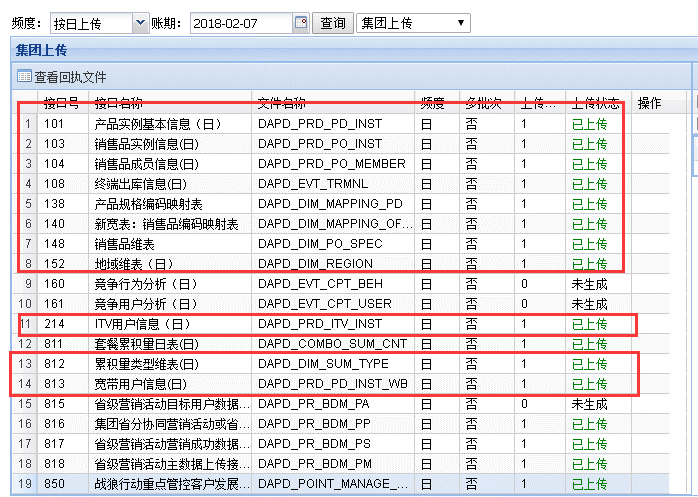 频度： 按日上传 账期： 2018-02-07 查询 集团上传
集团上传
查看回执文件
接口号 接口名称 文件名称 频度 多批次 上传... 上传状态 操作
1 101 产品实例基本信息（日） DAPD_PRD_PD_INST 日 否 1 已上传
2 103 销售品实例信息(日) DAPD_PRD_PO_INST 日 否 1 已上传
3 104 销售品成员信息(日) DAPD_PRD_PO_MEMBER 日 否 1 已上传
4 108 终端出库信息(日) DAPD_EVT_TRMNL 日 否 1 已上传
5 138 产品规格编码映射表 DAPD_DIM_MAPPING_PD 日 否 1 已上传
6 140 新宽表：销售品编码映射表 DAPD_DIM_MAPPING_OF... 日 否 1 已上传
7 148 销售品维表 DAPD_DIM_PO_SPEC 日 否 1 已上传
8 152 地域维表（日） DAPD_DIM_REGION 日 否 1 已上传
9 160 竞争行为分析（日） DAPD_EVT_CPT_BEH 日 否 0 未生成
10 161 竞争用户分析（日） DAPD_EVT_CPT_USER 日 否 0 未生成
11 214 ITV用户信息（日） DAPD_PRD_ITV_INST 日 否 1 已上传
12 811 套餐累积量日表(日) DAPD_COMBO_SUM_CNT 日 否 1 已上传
13 812 累积量类型维表(日) DAPD_DIM_SUM_TYPE 日 否 1 已上传
14 813 宽带用户信息(日) DAPD_PRD_PD_INST_WB 日 否 1 已上传
15 815 省级营销活动目标用户数据... DAPD_PR_BDM_PA 日 否 0 未生成
16 816 集团省分协同营销活动或省... DAPD_PR_BDM_PP 日 否 1 已上传
17 817 省级营销活动营销成功数据... DAPD_PR_BDM_PS 日 否 1 已上传
18 818 省级营销活动主数据上传接... DAPD_PR_BDM_PM 日 否 1 已上传
19 850 战狼行动重点管控客户发展... DAPD_POINT_MANAGE_... 日 否 1 已上传